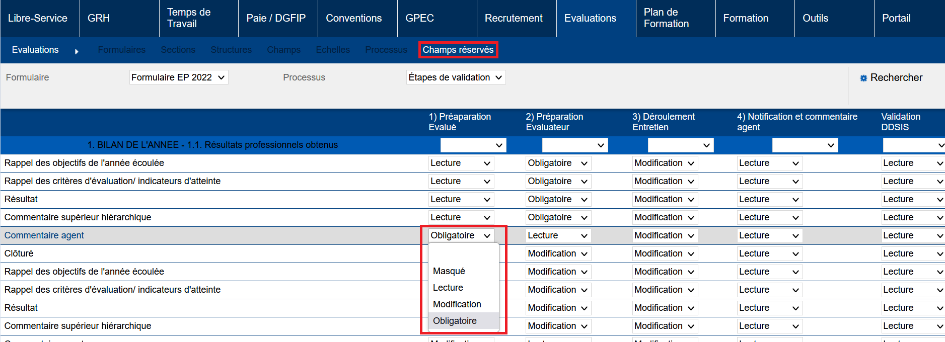 Libre-Service GRH Temps de Travail Paie / DGFIP Conventions GPEC Recrutement Evaluations Plan de Formation Formation Outils Portail
Evaluations Formulaires Sections Structures Champs Echelles Processus Champs réservés
Formulaire Formulaire EP 2022 Processus Étapes de validation Rechercher
1) Préparation Evaluè 2) Préparation Evaluateur 3) Déroulement Entretien 4) Notification et commentaire agent Validation DDSIS
1. BILAN DE L'ANNEE - 1.1. Résultats professionnels obtenus
Rappel des objectifs de l'année écoulée Lecture Obligatoire Modification Lecture Lecture
Rappel des critères d'évaluation/ indicateurs d'atteinte Lecture Obligatoire Modification Lecture Lecture
Résultat Lecture Obligatoire Modification Lecture Lecture
Commentaire supérieur hiérarchique Lecture Obligatoire Modification Lecture Lecture
Commentaire agent Obligatoire Lecture Modification Lecture Lecture
Clôturé Modification Modification Lecture Lecture
Masqué
Rappel des objectifs de l'année écoulée Modification Modification Lecture Lecture
Lecture
Rappel des critères d'évaluation/ indicateurs d'atteinte Modification Modification Lecture Lecture
Modification
Résultat Modification Modification Lecture Lecture
Obligatoire
Commentaire supérieur hiérarchique Modification Modification Lecture Lecture